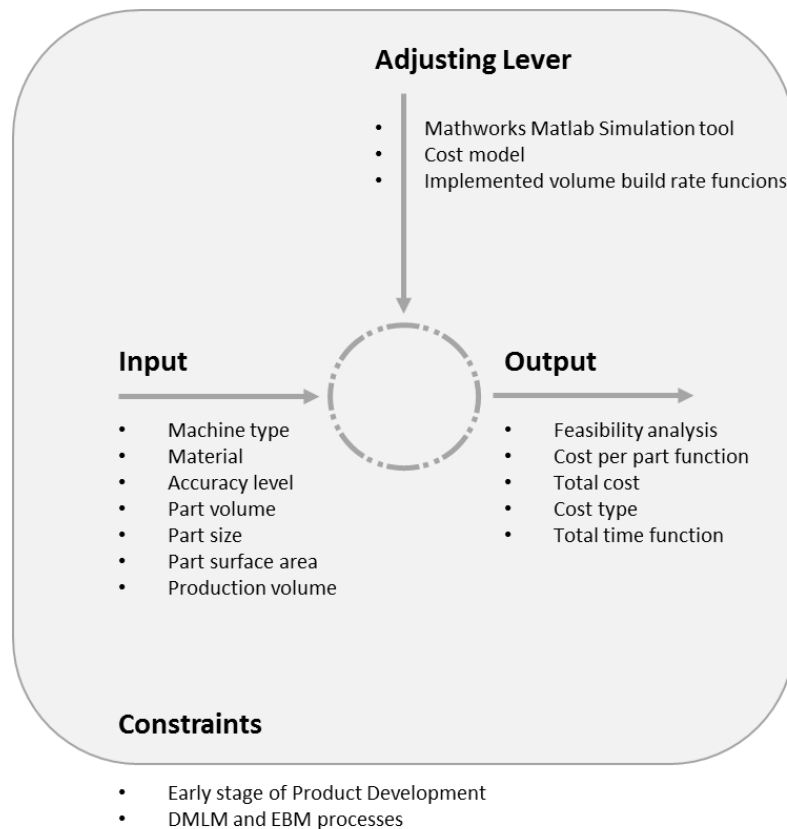 Adjusting Lever
• Mathworks Matlab Simulation tool
• Cost model
• Implemented volume build rate funcions
Input
• Machine type
• Material
• Accuracy level
• Part volume
• Part size
• Part surface area
• Production volume
Output
• Feasibility analysis
• Cost per part function
• Total cost
• Cost type
• Total time function
Constraints
• Early stage of Product Development
• DMLM and EBM processes